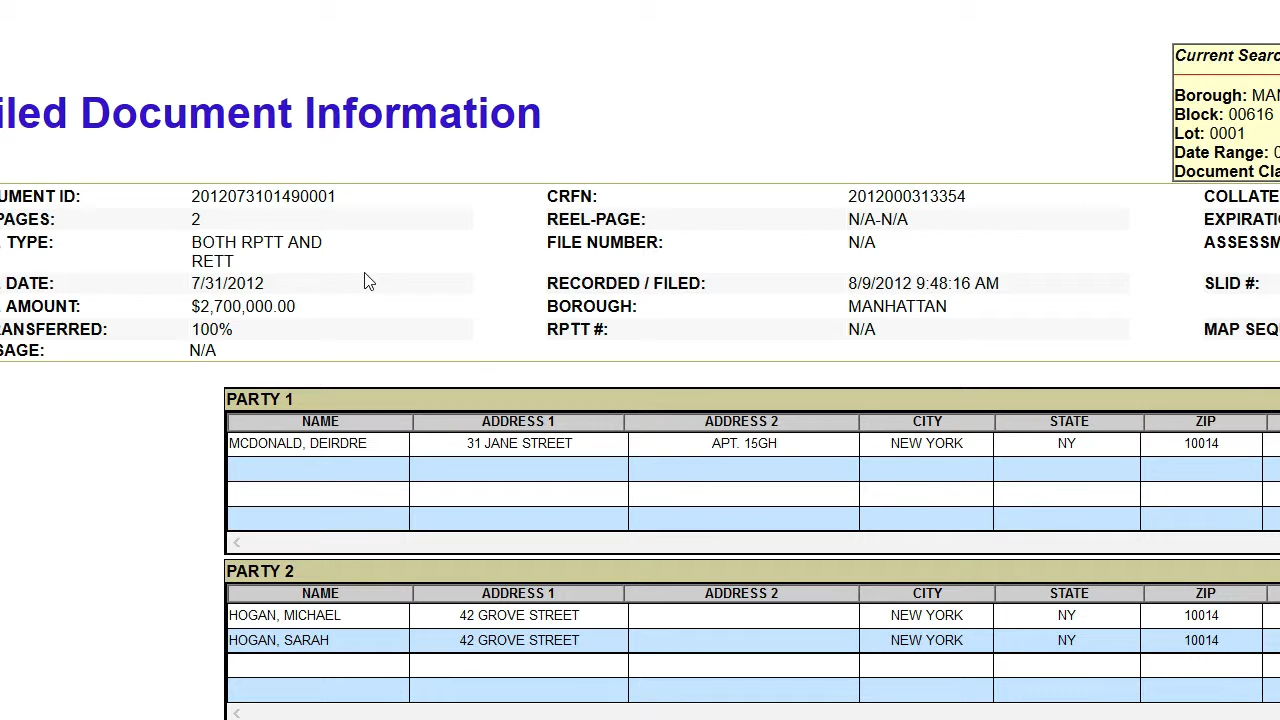 iled Document Information
Current Searc
Borough: MAN
Block: 00616
Lot: 0001
Date Range: 0
Document Cla
UMENT ID: 2012073101490001 CRFN: 2012000313354 COLLATE
PAGES: 2 REEL-PAGE: N/A-N/A EXPIRATI
TYPE: BOTH RPTT AND FILE NUMBER: N/A ASSESSM
RETT
DATE: 7/31/2012 RECORDED / FILED: 8/9/2012 9:48:16 AM SLID #:
AMOUNT: $2,700,000.00 BOROUGH: MANHATTAN
ANSFERRED: 100% RPTT #: N/A MAP SEQ
SAGE: N/A
PARTY 1
NAME ADDRESS 1 ADDRESS 2 CITY STATE ZIP
MCDONALD, DEIRDRE 31 JANE STREET APT. 15GH NEW YORK NY 10014
PARTY 2
NAME ADDRESS 1 ADDRESS 2 CITY STATE ZIP
HOGAN, MICHAEL 42 GROVE STREET NEW YORK NY 10014
HOGAN, SARAH 42 GROVE STREET NEW YORK NY 10014